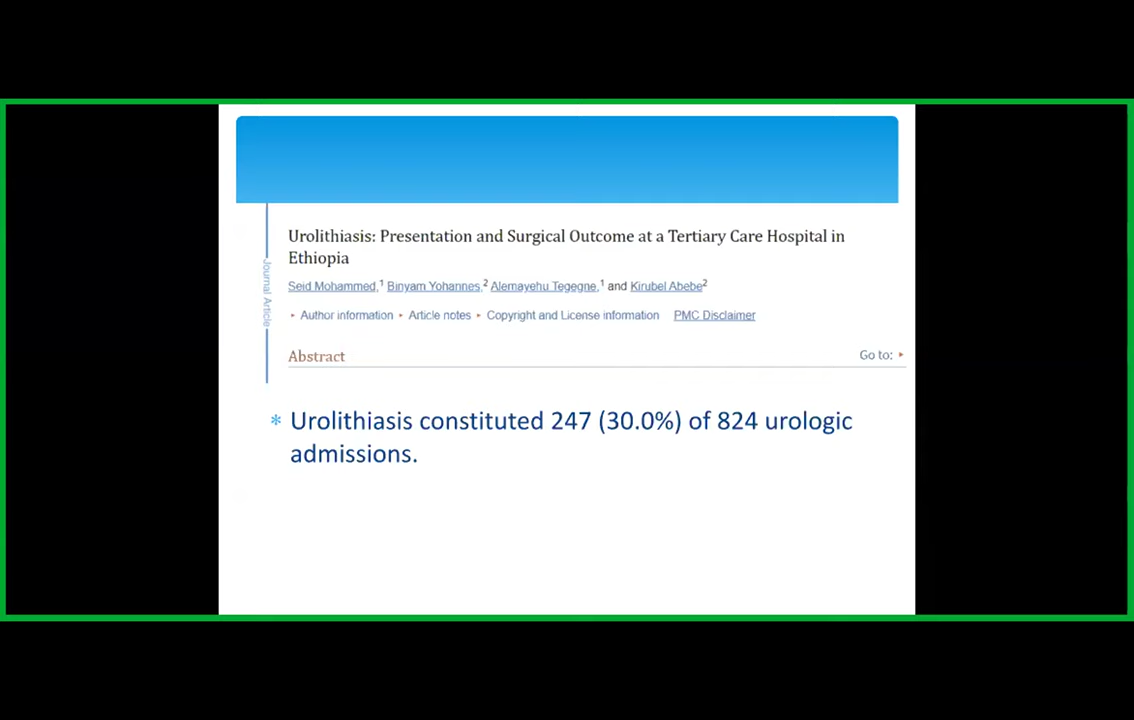 Urolithiasis: Presentation and Surgical Outcome at a Tertiary Care Hospital in
Ethiopia
Seid Mohammed,1 Binyam Yohannes,2 Alemayehu Tegegne,1 and Kirubel Abebe2
▸ Author information ▸ Article notes ▸ Copyright and License information PMC Disclaimer
Journal Article
Abstract Go to: ▸
* Urolithiasis constituted 247 (30.0%) of 824 urologic
admissions.